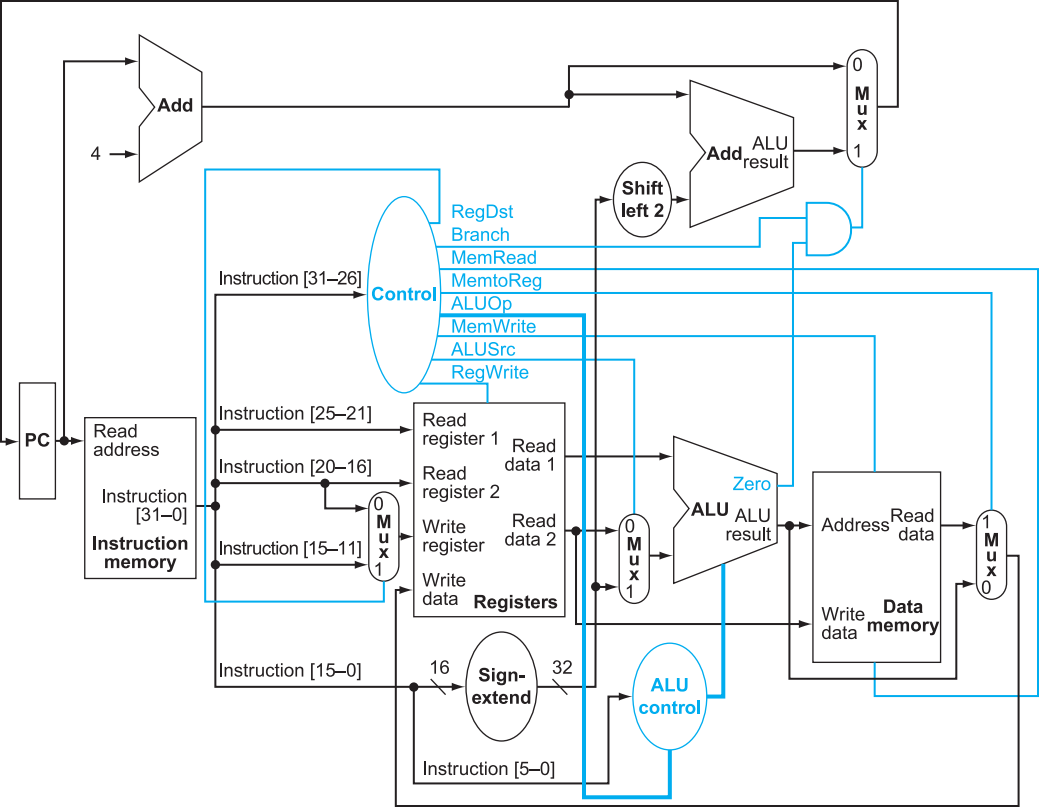 Add
4
0
Mux
1
Add
ALU
result
Shift
left 2
RegDst
Branch
MemRead
MemtoReg
ALUOp
MemWrite
ALUSrc
RegWrite
Control
Instruction [31–26]
Instruction [25–21]
Instruction [20–16]
Instruction [15–11]
Instruction [15–0]
Instruction [5–0]
PC
Read
address
Instruction
[31–0]
Instruction
memory
0
Mux
1
Read
register 1
Read
register 2
Write
register
Write
data
Read
data 1
Read
data 2
Registers
0
Mux
1
Zero
ALU
ALU
result
Address
Read
data
Write
data
Data
memory
1
Mux
0
16
Sign-
extend
32
ALU
control